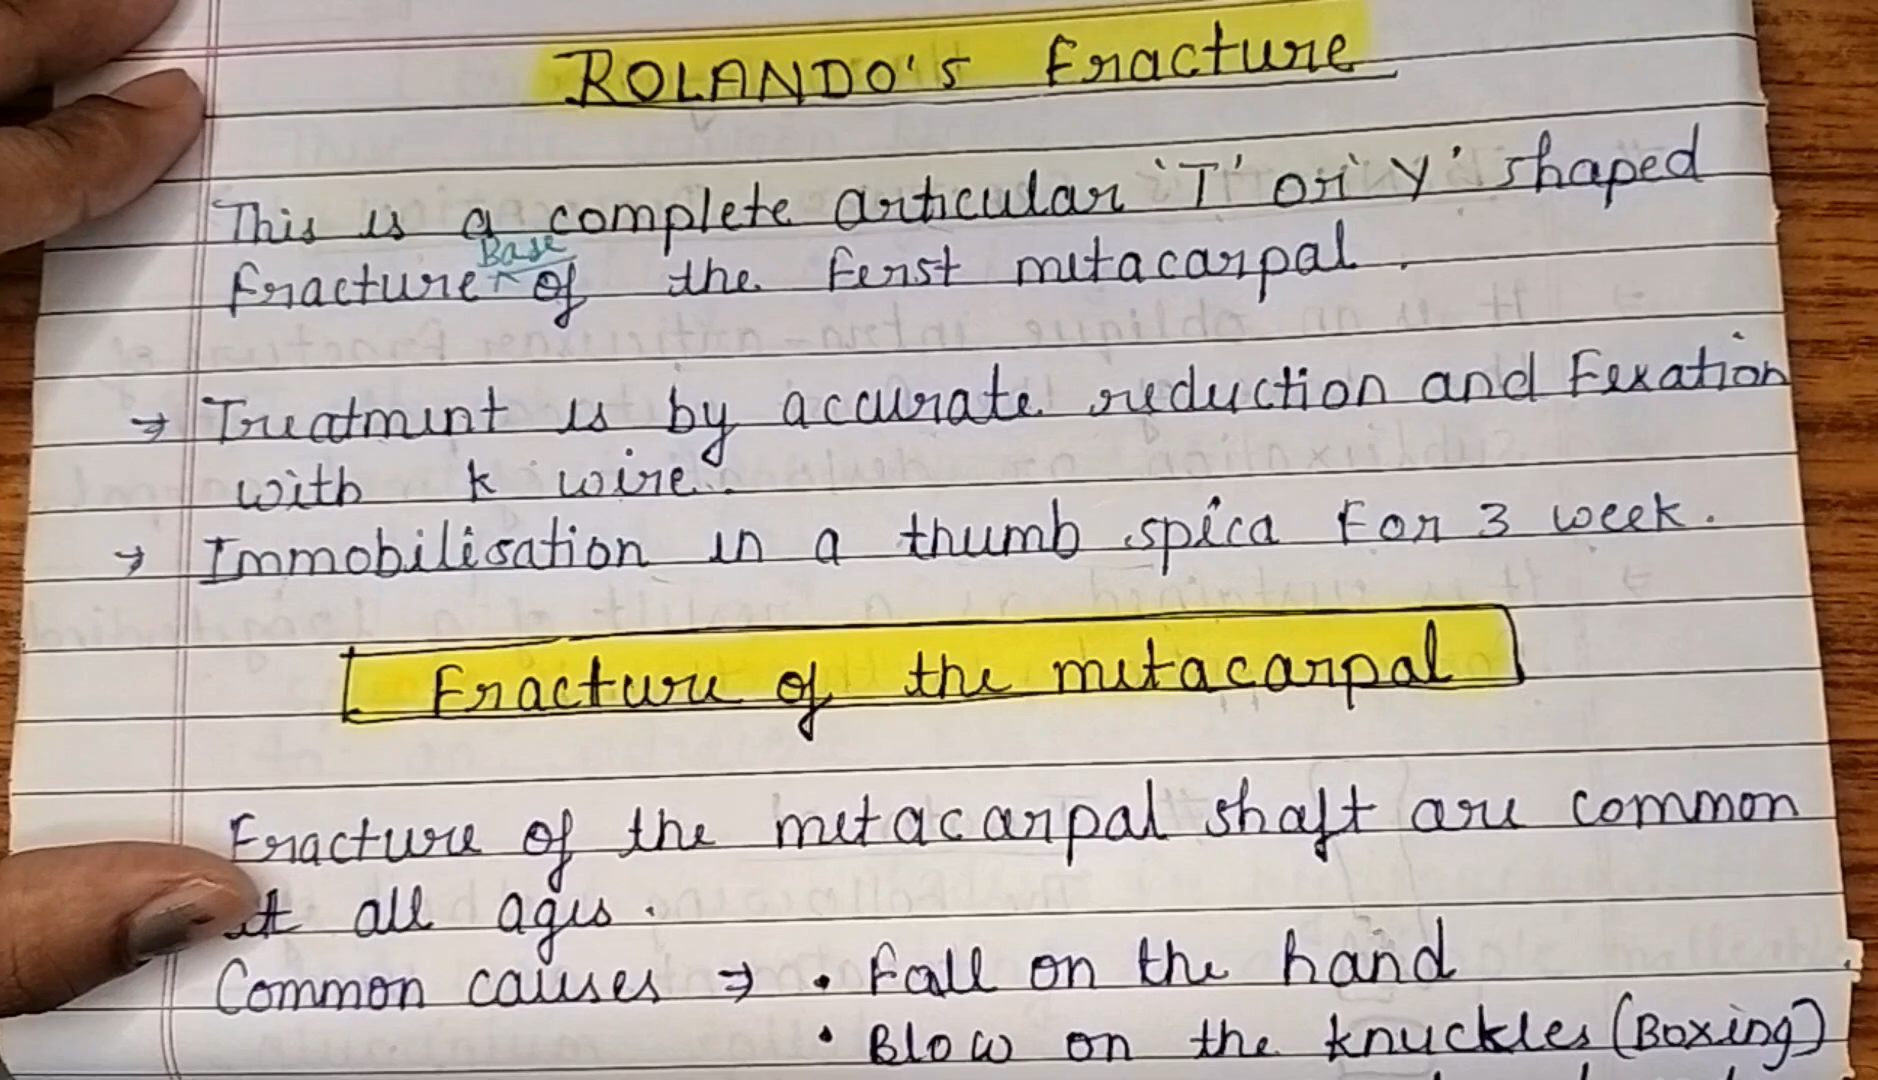 ROLANDO's Fracture
This is a complete articular 'T' or 'Y' shaped
Base
fracture of the first metacarpal.
→ Treatment is by accurate reduction and Fixation
with k wire.
→ Immobilisation in a thumb spica For 3 week.
Fracture of the metacarpal
Fracture of the metacarpal shaft are common
at all ages.
Common causes → • Fall on the hand
• Blow on the knuckles (Boxing)